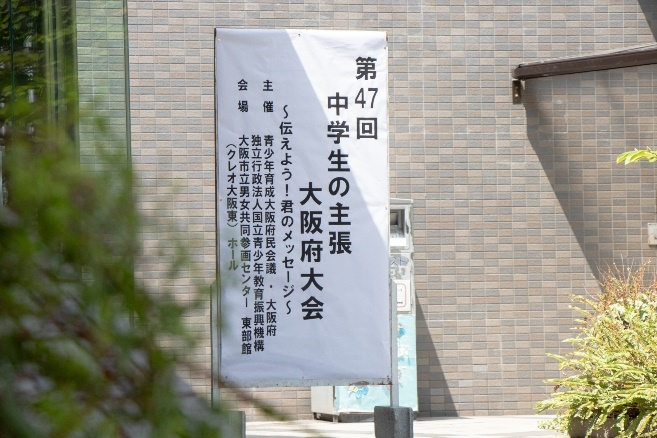 第47回
中学生の主張
大阪府大会
～伝えよう！君のメッセージ～
主催 青少年育成大阪府民会議・大阪府
独立行政法人国立青少年教育振興機構
会場 大阪市立男女共同参画センター 東部館
（クレオ大阪東） ホール